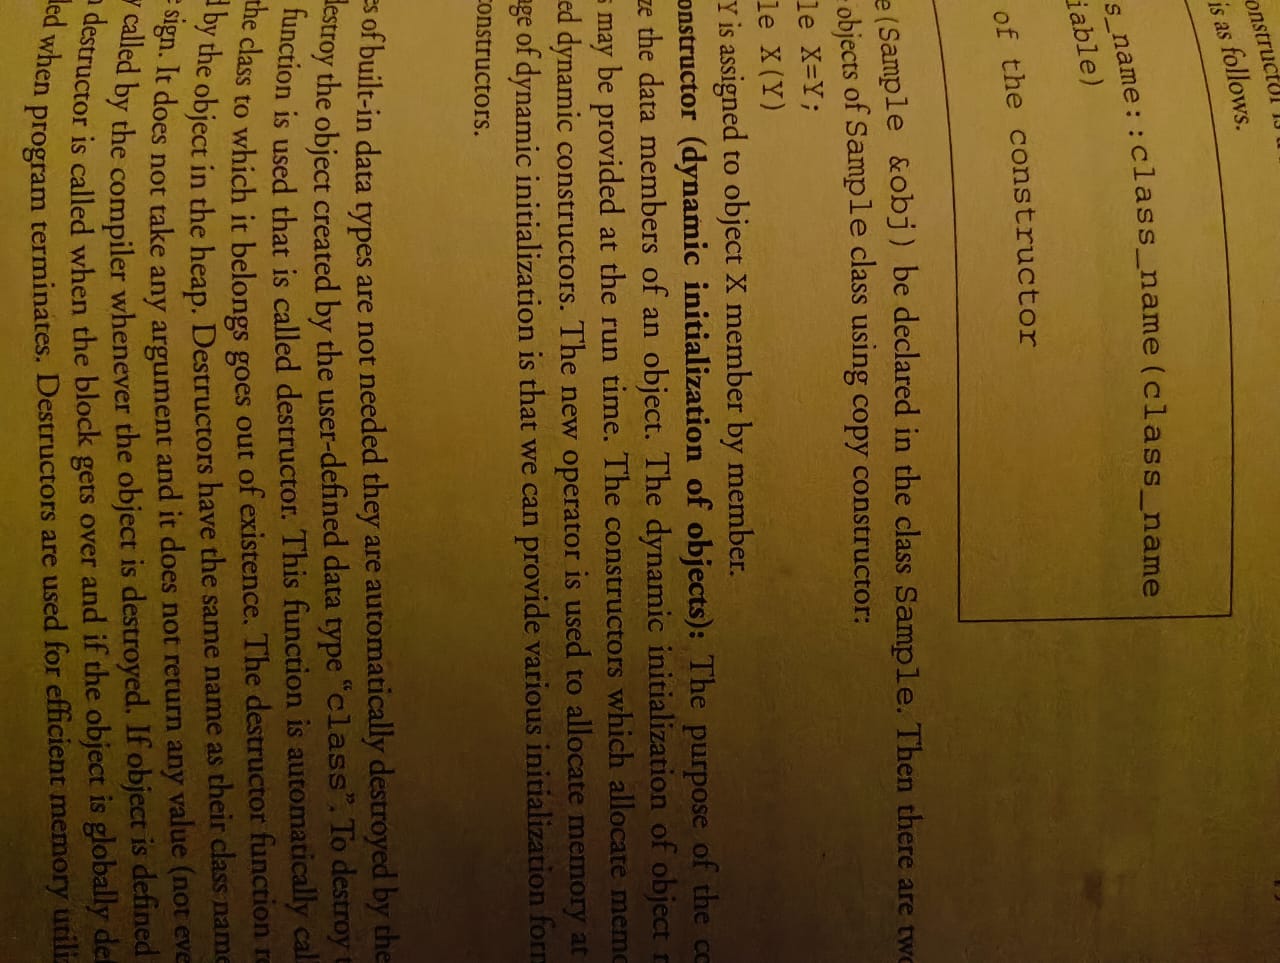 onstructor is
is as follows.
s_name::class_name(class_name
iable)
of the constructor
e(Sample &obj) be declared in the class Sample. Then there are two
objects of Sample class using copy constructor:
le X=Y;
le X(Y)
Y is assigned to object X member by member.
onstructor (dynamic initialization of objects): The purpose of the co
ze the data members of an object. The dynamic initialization of object
s may be provided at the run time. The constructors which allocate memo
ed dynamic constructors. The new operator is used to allocate memory at
ge of dynamic initialization is that we can provide various initialization form
constructors.
es of built-in data types are not needed they are automatically destroyed by the
destroy the object created by the user-defined data type "class". To destroy
function is used that is called destructor. This function is automatically cal
the class to which it belongs goes out of existence. The destructor function
d by the object in the heap. Destructors have the same name as their class name
sign. It does not take any argument and it does not return any value (not eve
y called by the compiler whenever the object is destroyed. If object is defined
destructor is called when the block gets over and if the object is globally def
led when program terminates. Destructors are used for efficient memory utili